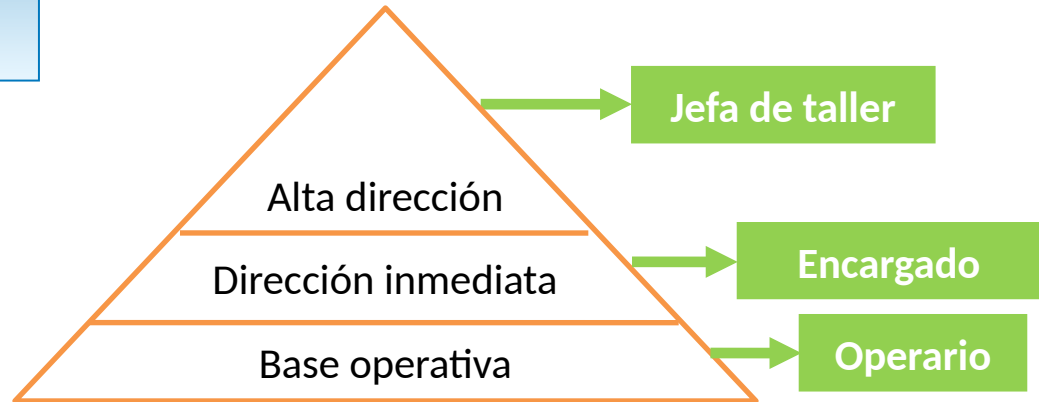 Jefa de taller
Alta dirección
Encargado
Dirección inmediata
Operario
Base operativa